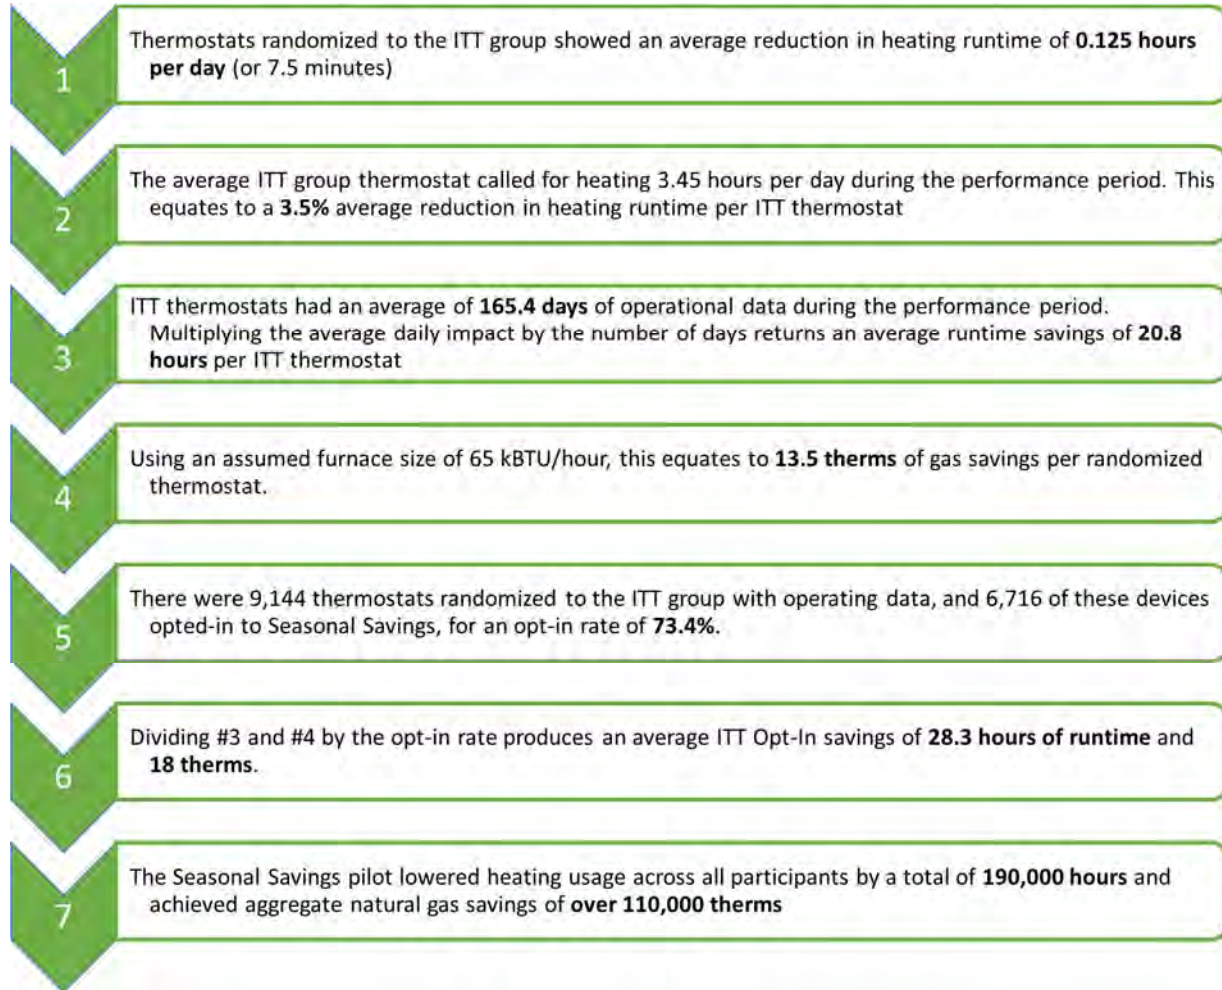 1
Thermostats randomized to the ITT group showed an average reduction in heating runtime of 0.125 hours
per day (or 7.5 minutes)
2
The average ITT group thermostat called for heating 3.45 hours per day during the performance period. This
equates to a 3.5% average reduction in heating runtime per ITT thermostat
3
ITT thermostats had an average of 165.4 days of operational data during the performance period.
Multiplying the average daily impact by the number of days returns an average runtime savings of 20.8
hours per ITT thermostat
4
Using an assumed furnace size of 65 kBTU/hour, this equates to 13.5 therms of gas savings per randomized
thermostat.
5
There were 9,144 thermostats randomized to the ITT group with operating data, and 6,716 of these devices
opted-in to Seasonal Savings, for an opt-in rate of 73.4%.
6
Dividing #3 and #4 by the opt-in rate produces an average ITT Opt-In savings of 28.3 hours of runtime and
18 therms.
7
The Seasonal Savings pilot lowered heating usage across all participants by a total of 190,000 hours and
achieved aggregate natural gas savings of over 110,000 therms